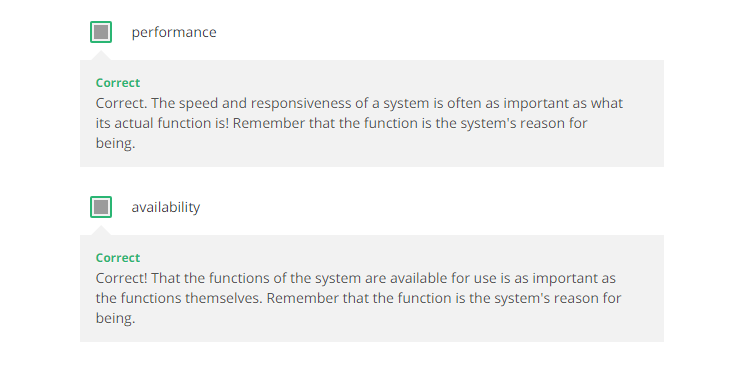 performance
Correct
Correct. The speed and responsiveness of a system is often as important as what
its actual function is! Remember that the function is the system's reason for
being.
availability
Correct
Correct! That the functions of the system are available for use is as important as
the functions themselves. Remember that the function is the system's reason for
being.